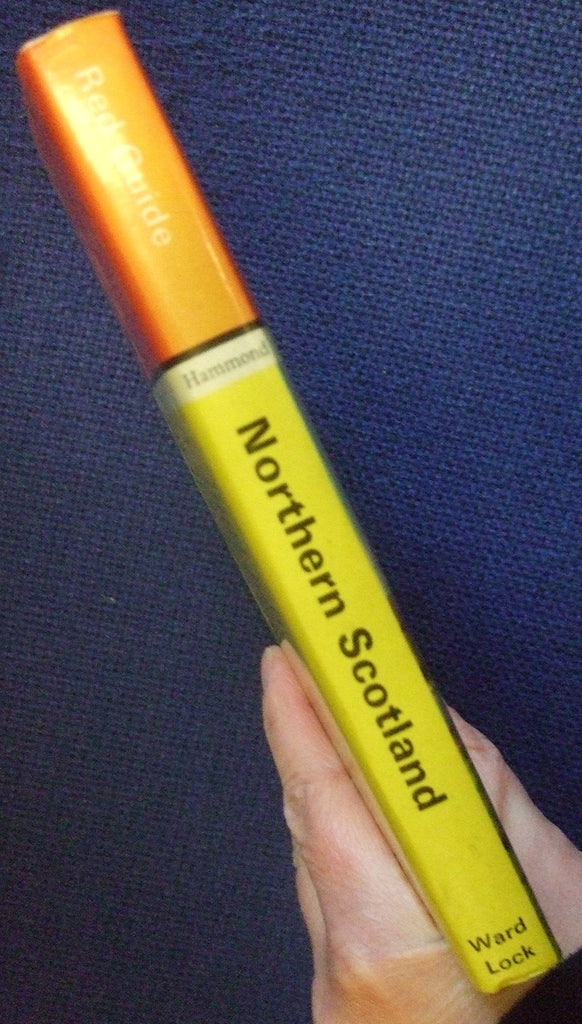 Red Guide
Hammond
Northern Scotland
Ward
Lock